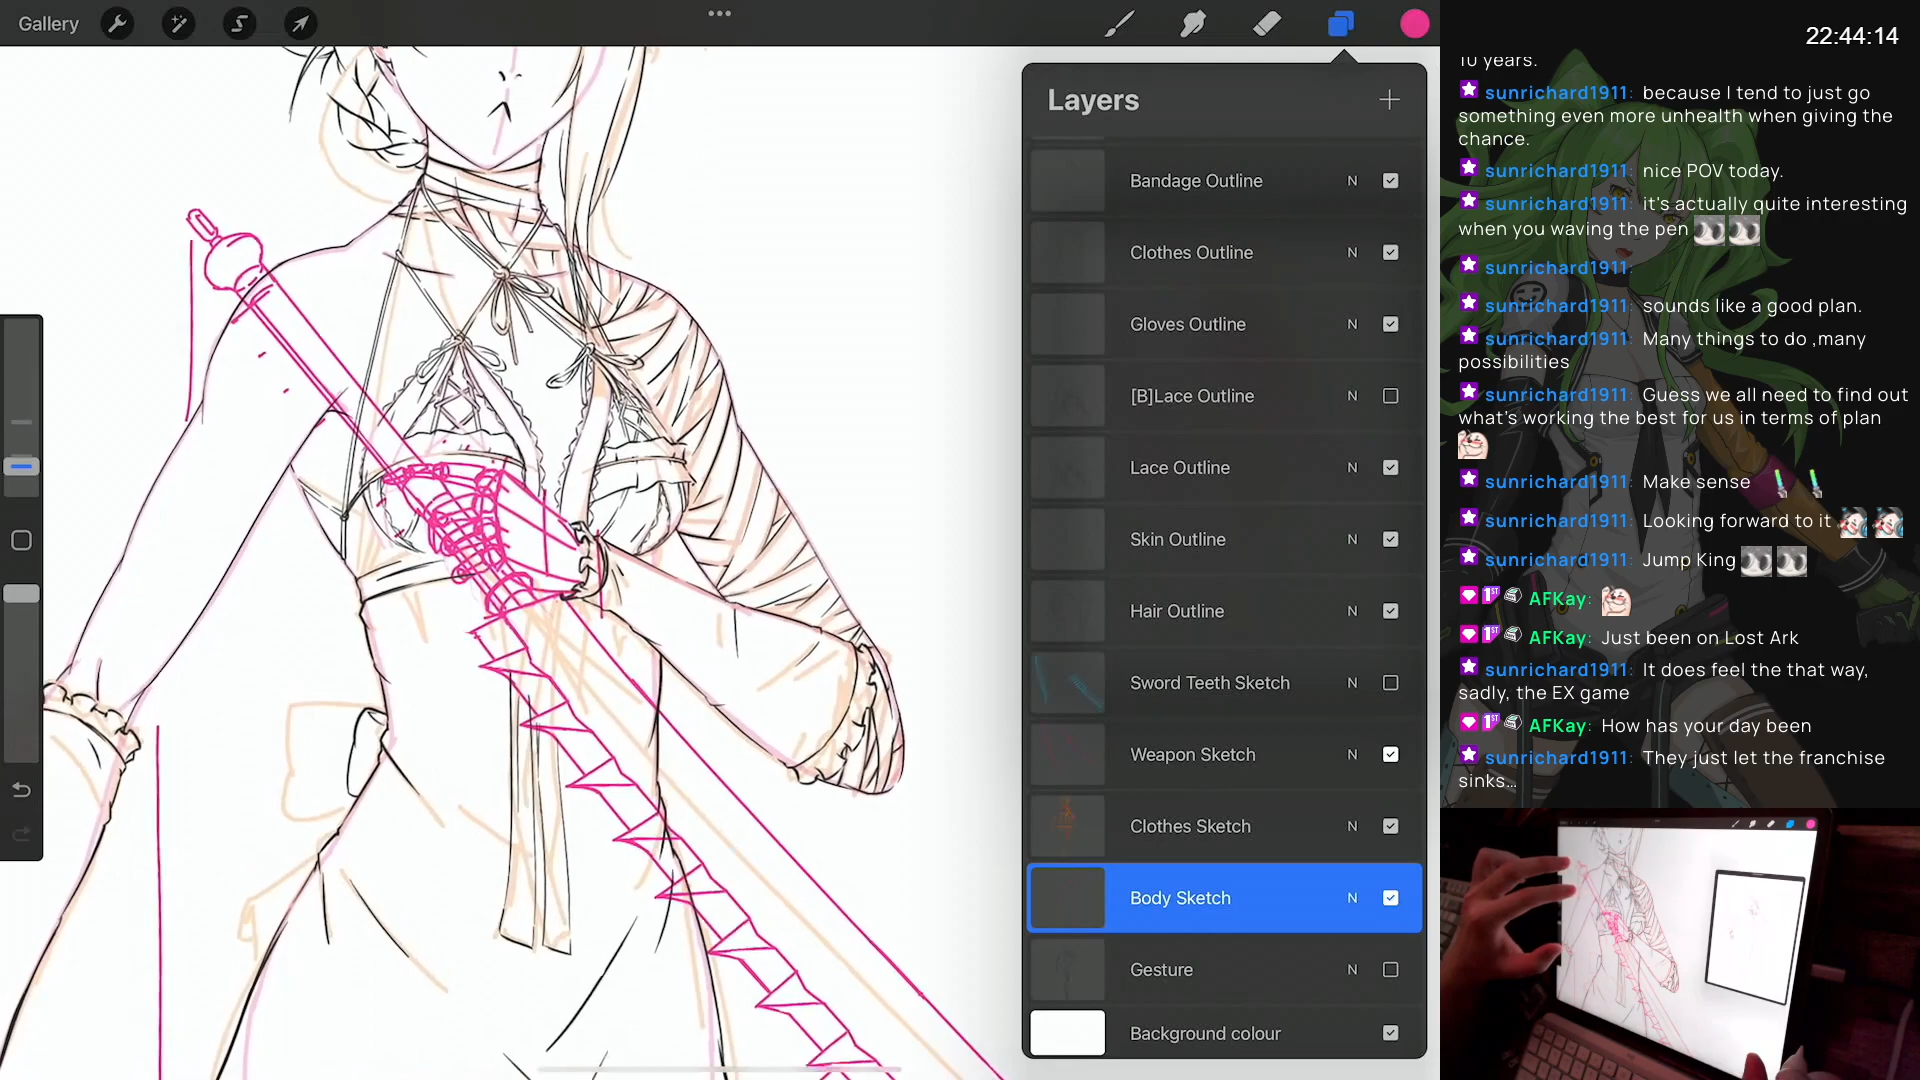 Gallery
22:44:14
Layers
Bandage Outline N
Clothes Outline N
Gloves Outline N
[B]Lace Outline N
Lace Outline N
Skin Outline N
Hair Outline N
Sword Teeth Sketch N
Weapon Sketch N
Clothes Sketch N
Body Sketch N
Gesture N
Background colour
10 years.
sunrichard1911: because I tend to just go
something even more unhealth when giving the
chance.
sunrichard1911: nice POV today.
sunrichard1911: it's actually quite interesting
when you waving the pen
sunrichard1911:
sunrichard1911: sounds like a good plan.
sunrichard1911: Many things to do ,many
possibilities
sunrichard1911: Guess we all need to find out
what's working the best for us in terms of plan
sunrichard1911: Make sense
sunrichard1911: Looking forward to it
sunrichard1911: Jump King
1ST AFKay:
1ST AFKay: Just been on Lost Ark
sunrichard1911: It does feel the that way,
sadly, the EX game
1ST AFKay: How has your day been
sunrichard1911: They just let the franchise
sinks...